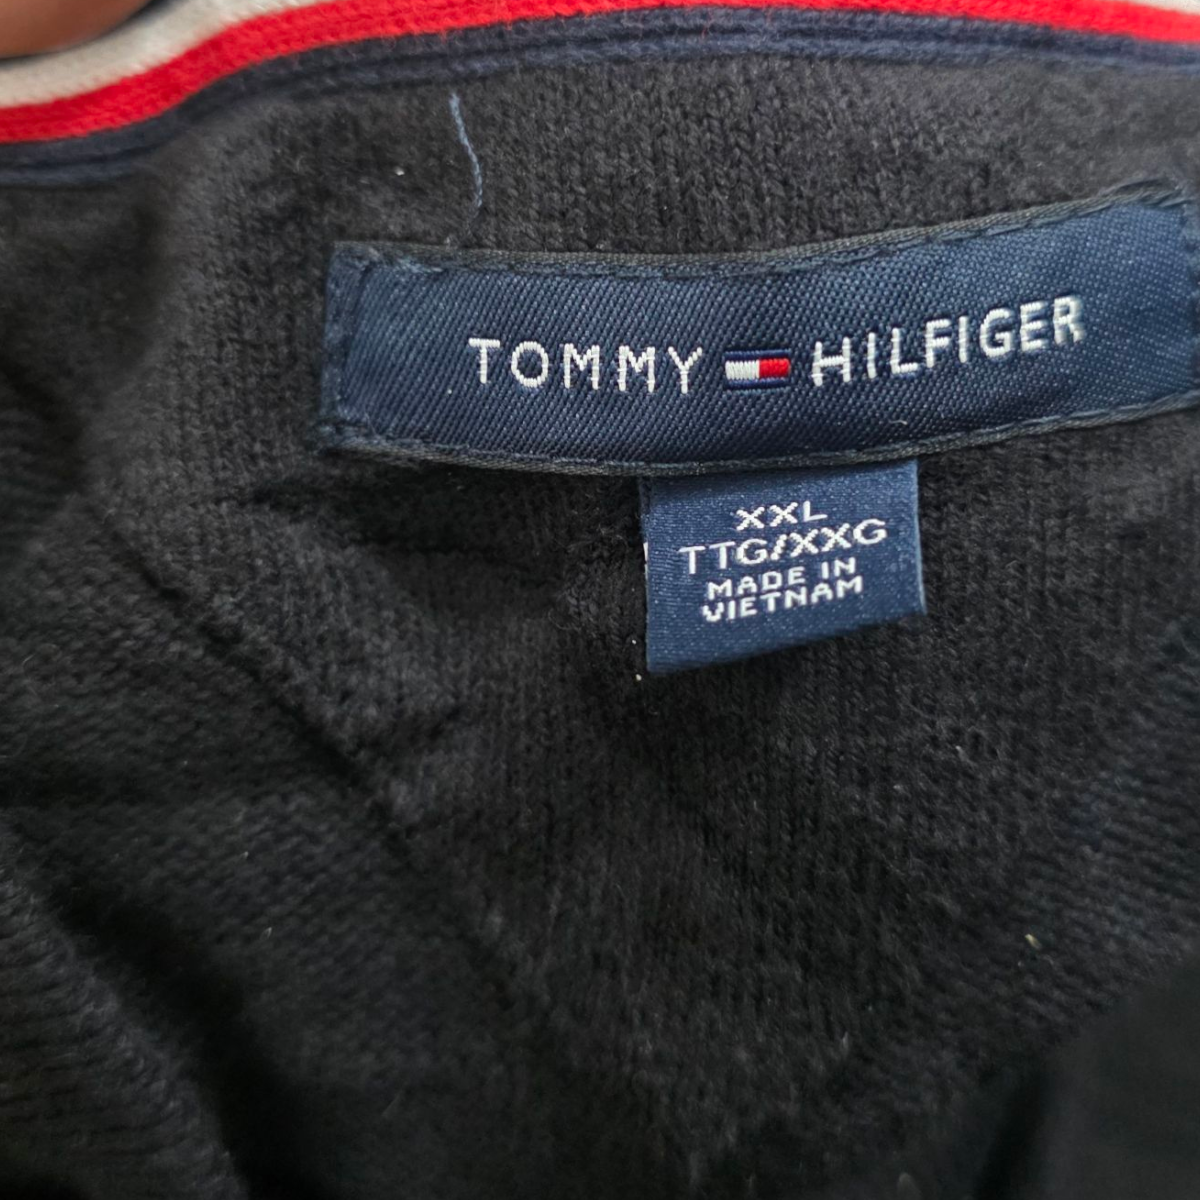 TOMMY HILFIGER
XXL
TTG/XXG
MADE IN
VIETNAM